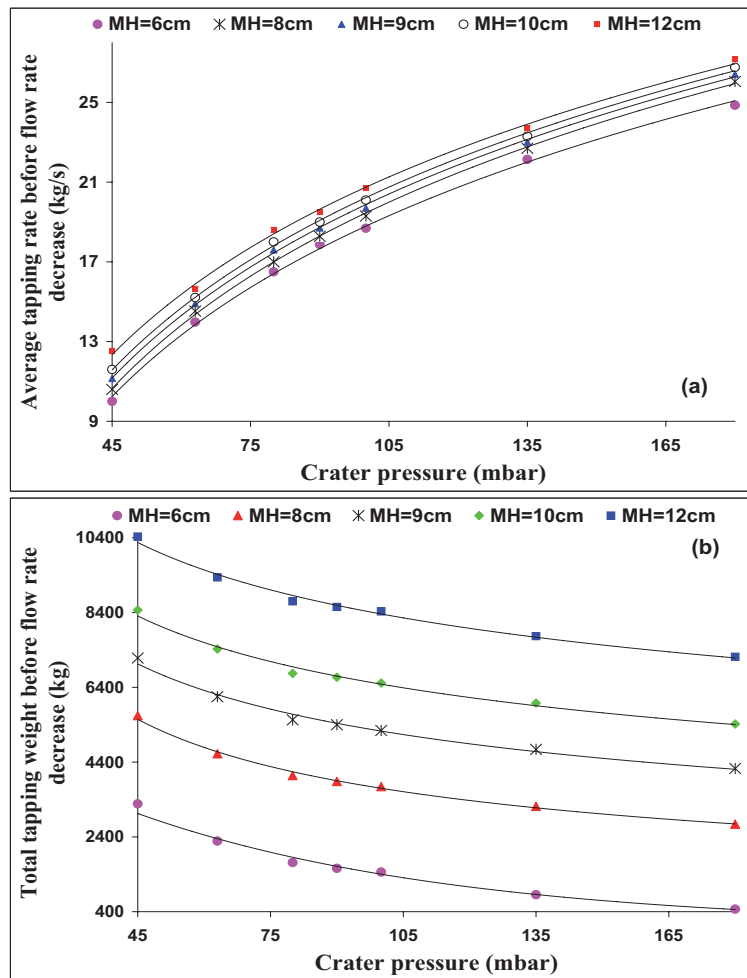 MH=6cm MH=8cm MH=9cm MH=10cm MH=12cm
Average tapping rate before flow rate
decrease (kg/s)
25
21
17
13
9
(a)
45 75 105 135 165
Crater pressure (mbar)
MH=6cm MH=8cm MH=9cm MH=10cm MH=12cm
Total tapping weight before flow rate
decrease (kg)
10400
(b)
8400
6400
4400
2400
400
45 75 105 135 165
Crater pressure (mbar)